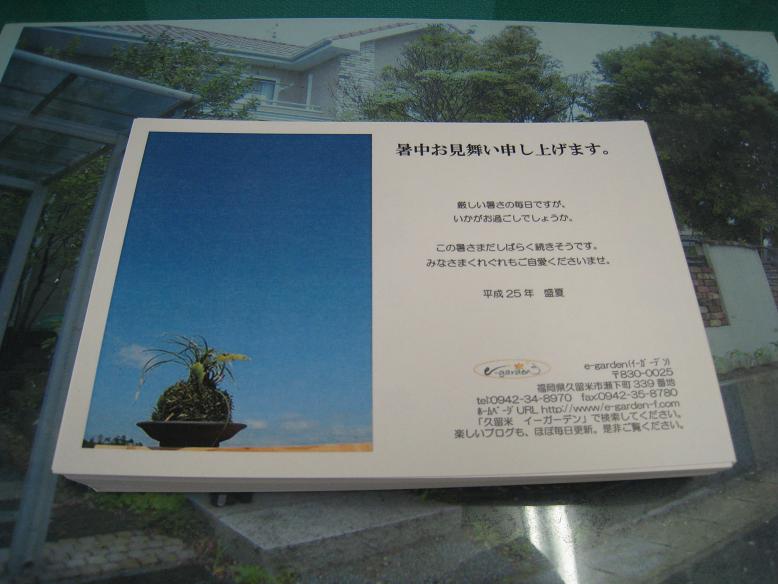 暑中お見舞い申し上げます。
厳しい暑さの毎日ですが、
いかがお過ごしでしょうか。
この暑さまだしばらく続きそうです。
みなさまくれぐれもご自愛くださいませ。
平成25年 盛夏
e-garden
e-garden(イーガーデン)
〒830-0025
福岡県久留米市瀬下町339番地
tel:0942-34-8970 fax:0942-35-8780
ホームページURL http://www/e-garden-f.com
「久留米 イーガーデン」で検索してください。
楽しいブログも、ほぼ毎日更新。是非ご覧ください。